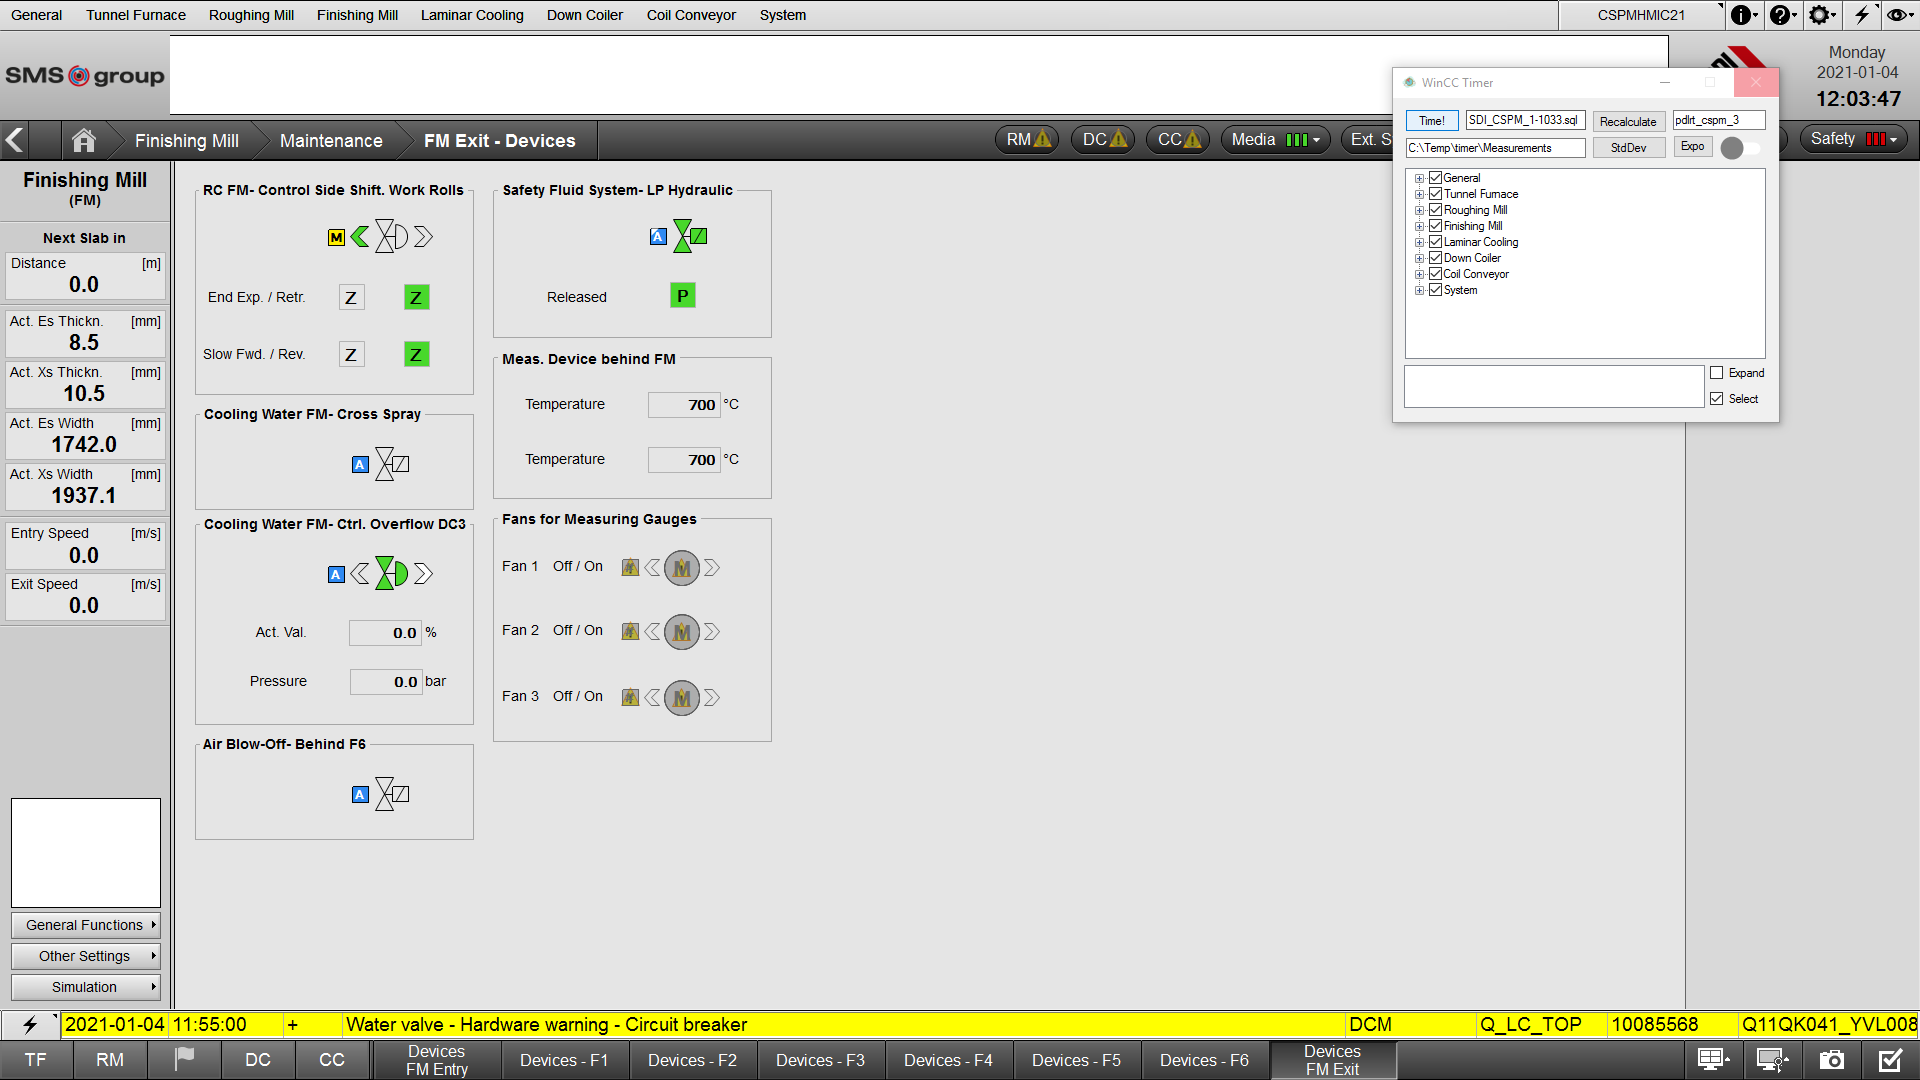 General Tunnel Furnace Roughing Mill Finishing Mill Laminar Cooling Down Coiler Coil Conveyor System CSPMHMIC21
SMS group
Monday
2021-01-04
12:03:47
Finishing Mill Maintenance FM Exit - Devices RM DC CC Media Ext. S Safety
WinCC Timer
Time! SDI_CSPM_1-1033.sql Recalculate pdlrt_cspm_3
C:\Temp\timer\Measurements StdDev Expo
General
Tunnel Furnace
Roughing Mill
Finishing Mill
Laminar Cooling
Down Coiler
Coil Conveyor
System
Expand
Select
Finishing Mill
(FM)
Next Slab in
Distance [m]
0.0
Act. Es Thickn. [mm]
8.5
Act. Xs Thickn. [mm]
10.5
Act. Es Width [mm]
1742.0
Act. Xs Width [mm]
1937.1
Entry Speed [m/s]
0.0
Exit Speed [m/s]
0.0
General Functions
Other Settings
Simulation
RC FM- Control Side Shift. Work Rolls
M
End Exp. / Retr. Z Z
Slow Fwd. / Rev. Z Z
Cooling Water FM- Cross Spray
A
Cooling Water FM- Ctrl. Overflow DC3
A
Act. Val. 0.0 %
Pressure 0.0 bar
Air Blow-Off- Behind F6
A
Safety Fluid System- LP Hydraulic
A
Released P
Meas. Device behind FM
Temperature 700 °C
Temperature 700 °C
Fans for Measuring Gauges
Fan 1 Off / On M
Fan 2 Off / On M
Fan 3 Off / On M
2021-01-04 11:55:00 + Water valve - Hardware warning - Circuit breaker DCM Q_LC_TOP 10085568 Q11QK041_YVL008
TF RM DC CC Devices FM Entry Devices - F1 Devices - F2 Devices - F3 Devices - F4 Devices - F5 Devices - F6 Devices FM Exit